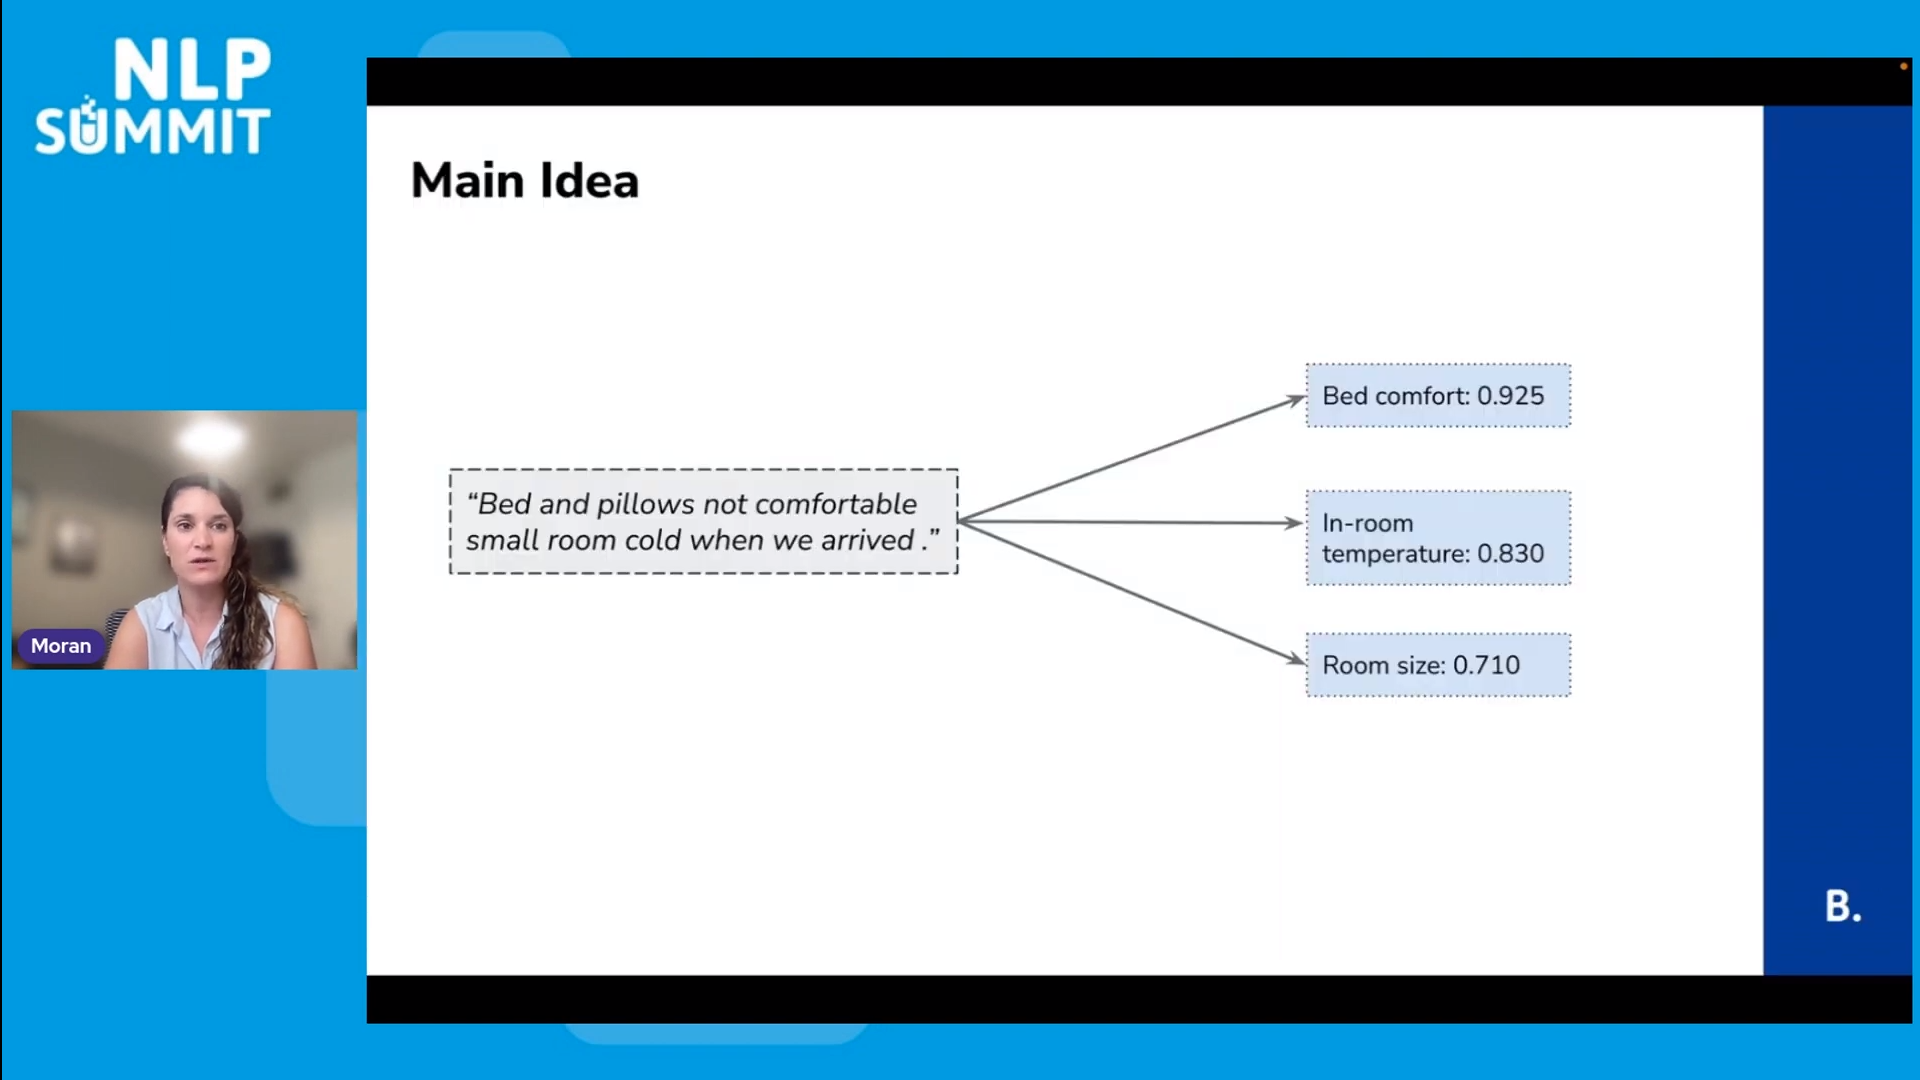 NLP
SUMMIT
Main Idea
“Bed and pillows not comfortable
small room cold when we arrived .”
Bed comfort: 0.925
In-room
temperature: 0.830
Room size: 0.710
Moran
B.